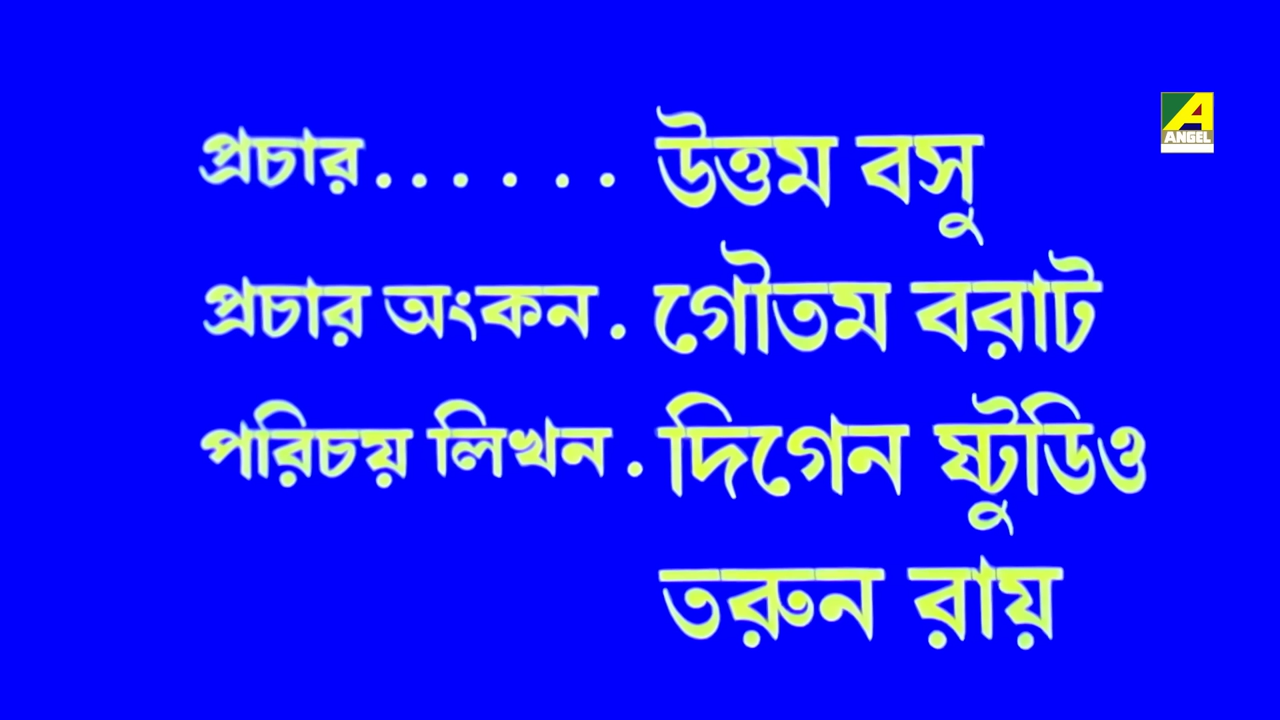 প্রচার...... উত্তম বসু
ANGEL
প্রচার অংকন . গৌতম বরাট
পরিচয় লিখন . দিগেন ষ্টুডিও
তরুন রায়